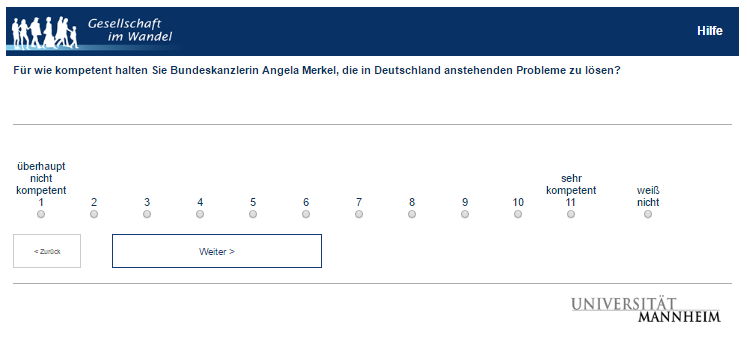 Gesellschaft
im Wandel
Hilfe
Für wie kompetent halten Sie Bundeskanzlerin Angela Merkel, die in Deutschland anstehenden Probleme zu lösen?
überhaupt
nicht
kompetent
sehr
kompetent
weiß
nicht
1 2 3 4 5 6 7 8 9 10 11
< Zurück
Weiter >
UNIVERSITÄT
MANNHEIM